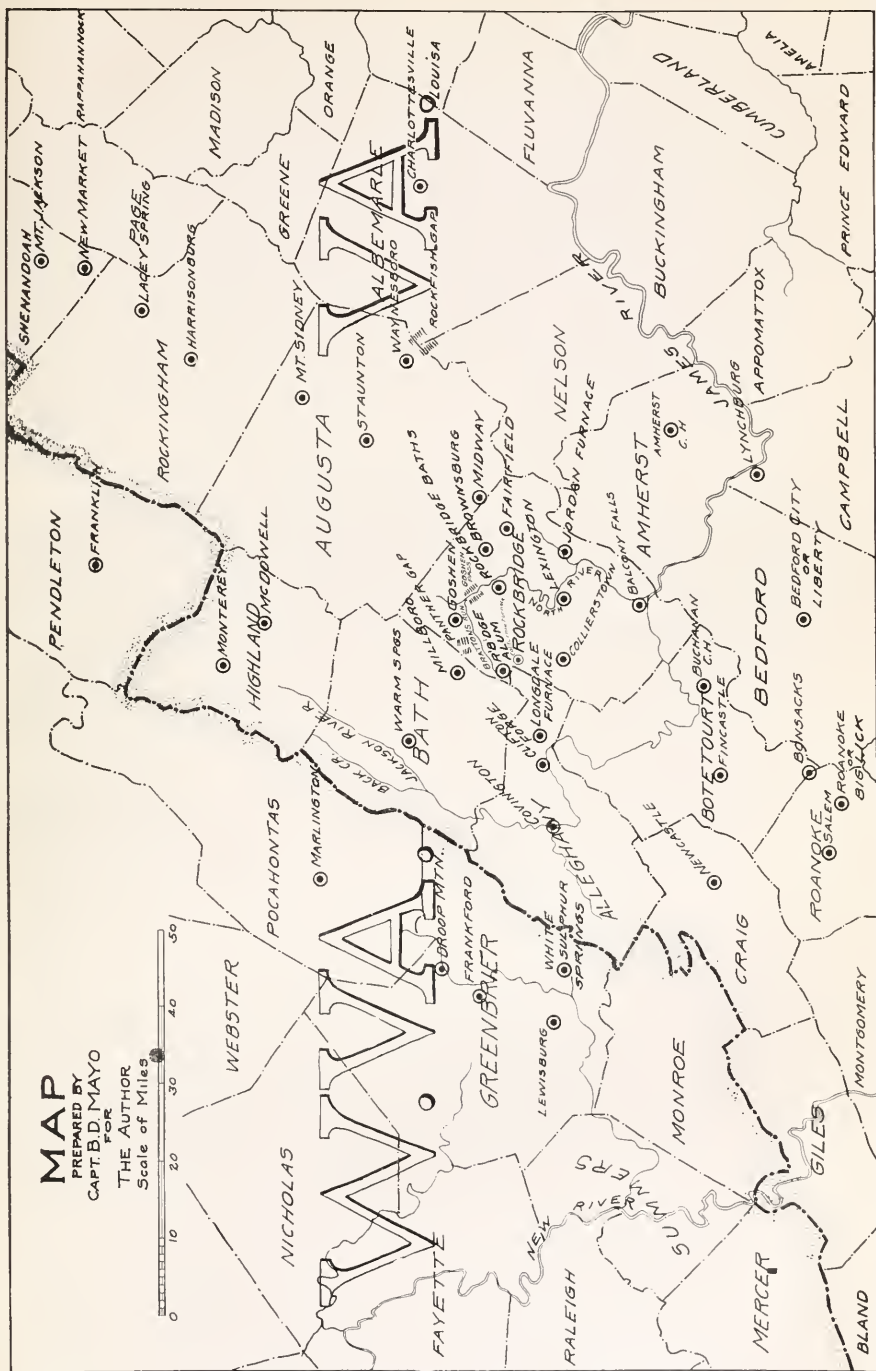 MAP
PREPARED BY
CAPT. B.D. MAYO
FOR
THE AUTHOR
Scale of Miles
0 10 20 30 40 50
W. VA.
VA.
NICHOLAS
WEBSTER
POCAHONTAS
PENDLETON
FRANKLIN
ROCKINGHAM
SHENANDOAH
MT. JACKSON
NEW MARKET
RAPPAHANNOCK
PAGE
LACEY SPRING
HARRISONBURG
MADISON
GREENE
ORANGE
MONTEREY
HIGHLAND
McDOWELL
MARLINGTON
BACK CR.
JACKSON RIVER
WARM SPGS
BATH
AUGUSTA
MT. SIDNEY
STAUNTON
WAYNESBORO
ROCKFISH GAP
ALBEMARLE
CHARLOTTESVILLE
LOUISA
FLUVANNA
FAYETTE
DROOP MTN.
FRANKFORD
GREENBRIER
LEWISBURG
WHITE
SULPHUR
SPRINGS
MILLBORO
PANTHER GAP
GOSHEN
ROCKBRIDGE BATHS
BROWNSBURG
MIDWAY
FAIRFIELD
ROCKBRIDGE
ALUM
LEXINGTON
NORTH RIVER
JORDAN FURNACE
COLLIERSTOWN
BALCONY FALLS
LONGDALE
FURNACE
CLIFTON
FORGE
COVINGTON
ALLEGHANY
NELSON
AMHERST
AMHERST
C.H
JAMES RIVER
BUCKINGHAM
CUMBERLAND
AMELIA
PRINCE EDWARD
APPOMATTOX
LYNCHBURG
CAMPBELL
BEDFORD
BEDFORD CITY
OR
LIBERTY
BUCHANAN
C.H.
BOTETOURT
FINCASTLE
BONSACKS
ROANOKE
OR
BIG LICK
SALEM
ROANOKE
NEWCASTLE
CRAIG
MONROE
SUMMERS
NEW RIVER
RALEIGH
MERCER
GILES
MONTGOMERY
BLAND